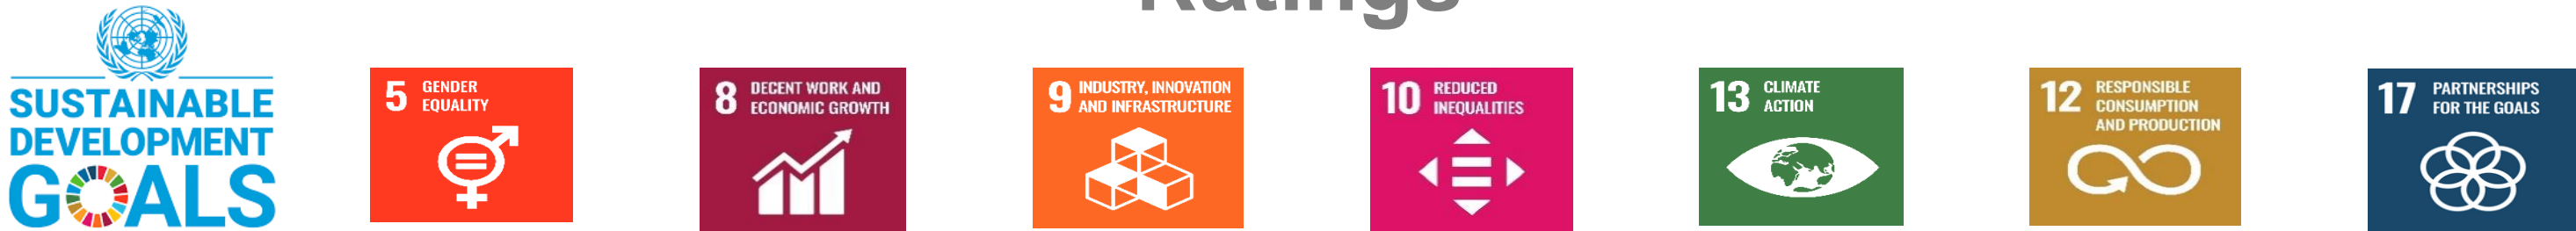 Ratings
SUSTAINABLE
DEVELOPMENT
GOALS
5 GENDER
EQUALITY
8 DECENT WORK AND
ECONOMIC GROWTH
9 INDUSTRY, INNOVATION
AND INFRASTRUCTURE
10 REDUCED
INEQUALITIES
13 CLIMATE
ACTION
12 RESPONSIBLE
CONSUMPTION
AND PRODUCTION
17 PARTNERSHIPS
FOR THE GOALS